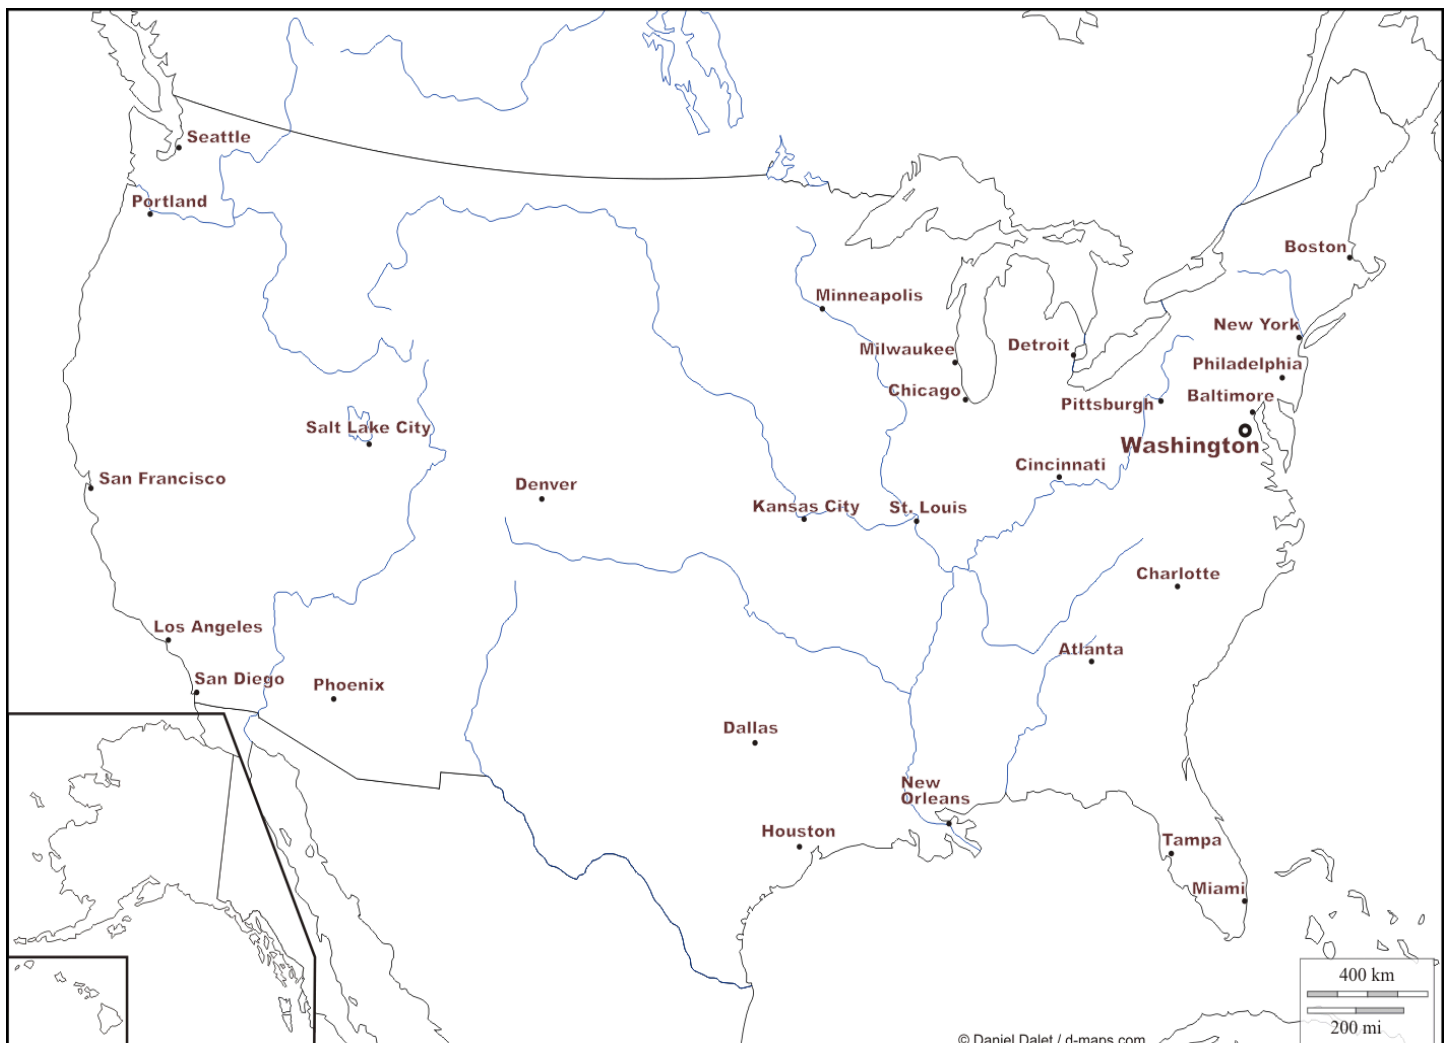 Seattle
Portland
Boston
Minneapolis
New York
Milwaukee
Detroit
Philadelphia
Chicago
Pittsburgh
Baltimore
Salt Lake City
Washington
Cincinnati
San Francisco
Denver
Kansas City
St. Louis
Charlotte
Los Angeles
Atlanta
San Diego
Phoenix
Dallas
New
Orleans
Houston
Tampa
Miami
400 km
200 mi
© Daniel Dalet / d-maps.com